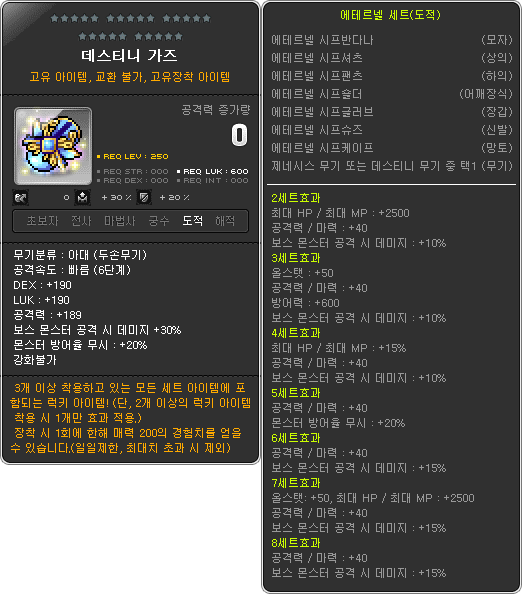 데스티니 가즈
고유 아이템, 교환 불가, 고유장착 아이템
공격력 증가량
0
REQ LEV : 250
REQ STR : 000 REQ LUK : 600
REQ DEX : 000 REQ INT : 000
0 + 30 % + 20 %
초보자 전사 마법사 궁수 도적 해적
무기분류 : 아대 (두손무기)
공격속도 : 빠름 (6단계)
DEX : +190
LUK : +190
공격력 : +189
보스 몬스터 공격 시 데미지 +30%
몬스터 방어율 무시 : +20%
강화불가
3개 이상 착용하고 있는 모든 세트 아이템에 포
함되는 럭키 아이템! (단, 2개 이상의 럭키 아이템
착용 시 1개만 효과 적용.)
장착 시 1회에 한해 매력 200의 경험치를 얻을
수 있습니다.(일일제한, 최대치 초과 시 제외)
에테르넬 세트(도적)
에테르넬 시프반다나 (모자)
에테르넬 시프셔츠 (상의)
에테르넬 시프팬츠 (하의)
에테르넬 시프숄더 (어깨장식)
에테르넬 시프글러브 (장갑)
에테르넬 시프슈즈 (신발)
에테르넬 시프케이프 (망토)
제네시스 무기 또는 데스티니 무기 중 택1 (무기)
2세트효과
최대 HP / 최대 MP : +2500
공격력 / 마력 : +40
보스 몬스터 공격 시 데미지 : +10%
3세트효과
올스탯 : +50
공격력 / 마력 : +40
방어력 : +600
보스 몬스터 공격 시 데미지 : +10%
4세트효과
최대 HP / 최대 MP : +15%
공격력 / 마력 : +40
보스 몬스터 공격 시 데미지 : +10%
5세트효과
공격력 / 마력 : +40
몬스터 방어율 무시 : +20%
6세트효과
공격력 / 마력 : +40
보스 몬스터 공격 시 데미지 : +15%
7세트효과
올스탯: +50, 최대 HP / 최대 MP : +2500
공격력 / 마력 : +40
보스 몬스터 공격 시 데미지 : +15%
8세트효과
공격력 / 마력 : +40
보스 몬스터 공격 시 데미지 : +15%